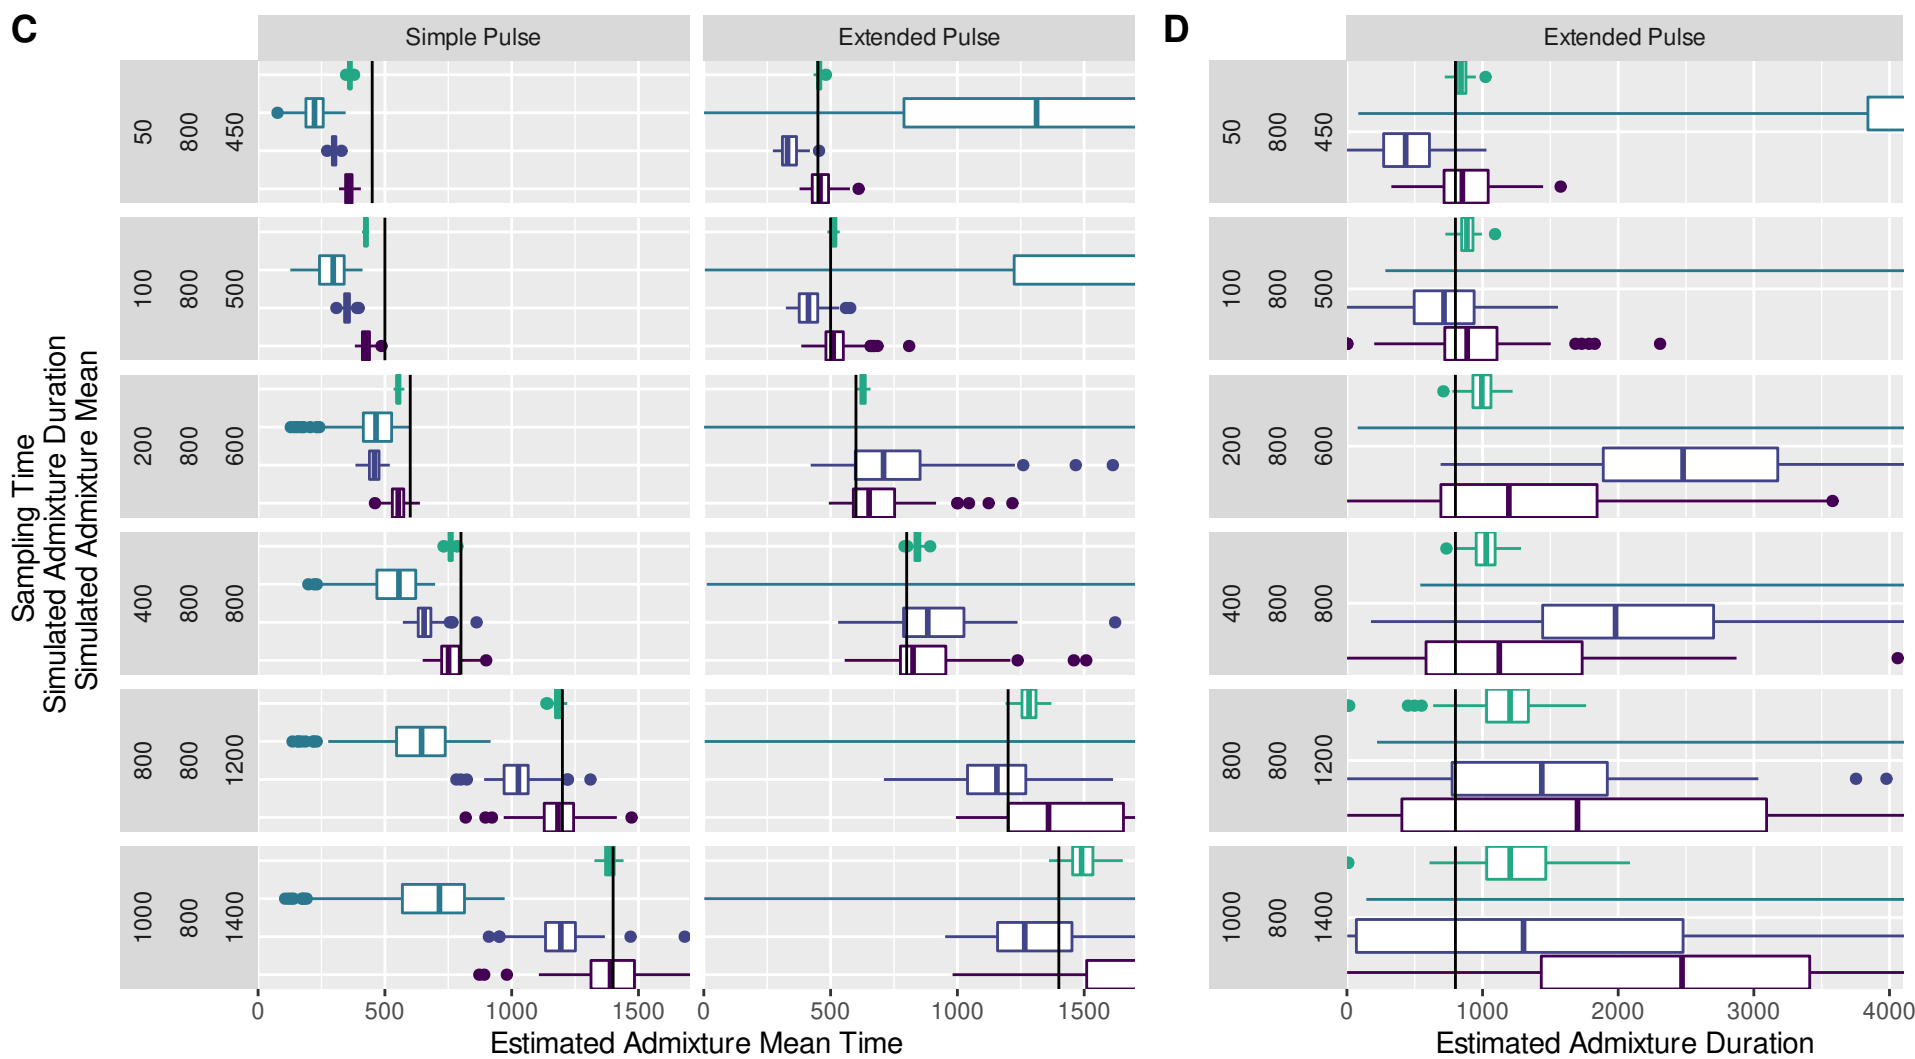 C
Simple Pulse
Extended Pulse
D
Extended Pulse
Sampling Time
Simulated Admixture Duration
Simulated Admixture Mean
50 800 450
100 800 500
200 800 600
400 800 800
800 800 1200
1000 800 1400
50 800 450
100 800 500
200 800 600
400 800 800
800 800 1200
1000 800 1400
0 500 1000 1500
0 500 1000 1500
0 1000 2000 3000 4000
Estimated Admixture Mean Time
Estimated Admixture Duration